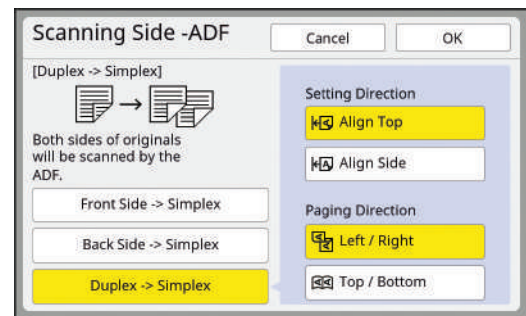 Scanning Side -ADF
Cancel
OK
[Duplex -> Simplex]
Both sides of originals
will be scanned by the
ADF.
Front Side -> Simplex
Back Side -> Simplex
Duplex -> Simplex
Setting Direction
Align Top
Align Side
Paging Direction
Left / Right
Top / Bottom